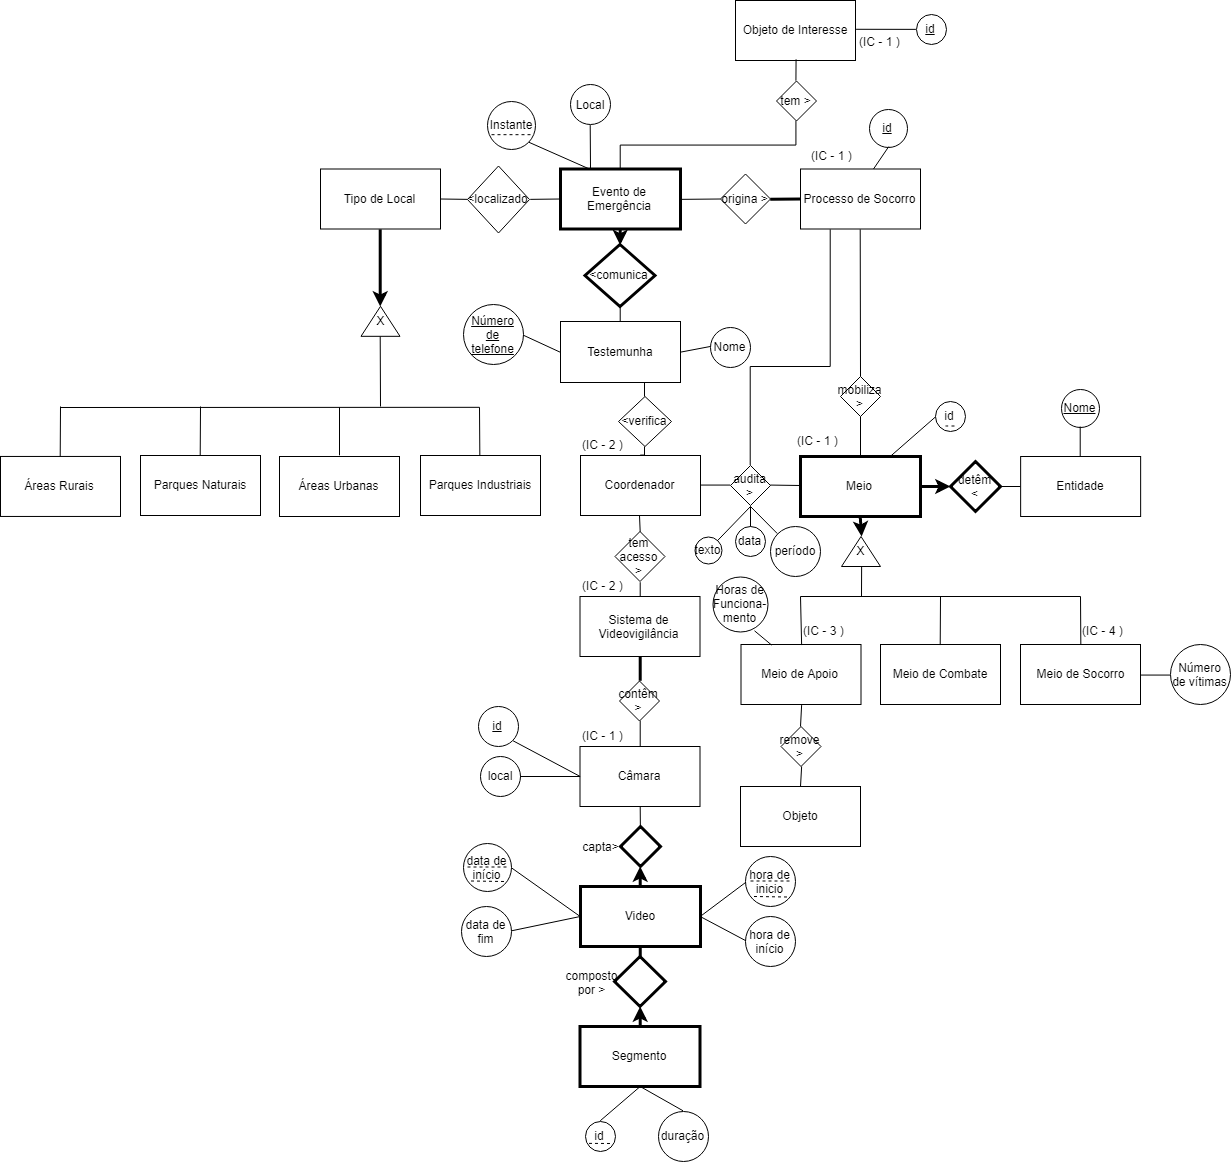 Objeto de Interesse
id
(IC - 1 )
tem >
Local
Instante
id
(IC - 1 )
Tipo de Local
<localizado
Evento de
Emergência
origina >
Processo de Socorro
<comunica
X
Número
de
telefone
Testemunha
Nome
mobiliza
>
<verifica
id
Nome
(IC - 2 )
(IC - 1 )
Áreas Rurais
Parques Naturais
Áreas Urbanas
Parques Industriais
Coordenador
audita
>
Meio
detêm
<
Entidade
texto
data
período
tem
acesso
>
X
(IC - 2 )
Horas de
Funciona-
mento
Sistema de
Videovigilância
(IC - 3 )
(IC - 4 )
Meio de Apoio
Meio de Combate
Meio de Socorro
Número
de vítimas
contêm
>
id
(IC - 1 )
remove
>
local
Câmara
Objeto
capta>
data de
início
hora de
inicio
Video
data de
fim
hora de
início
composto
por >
Segmento
id
duração